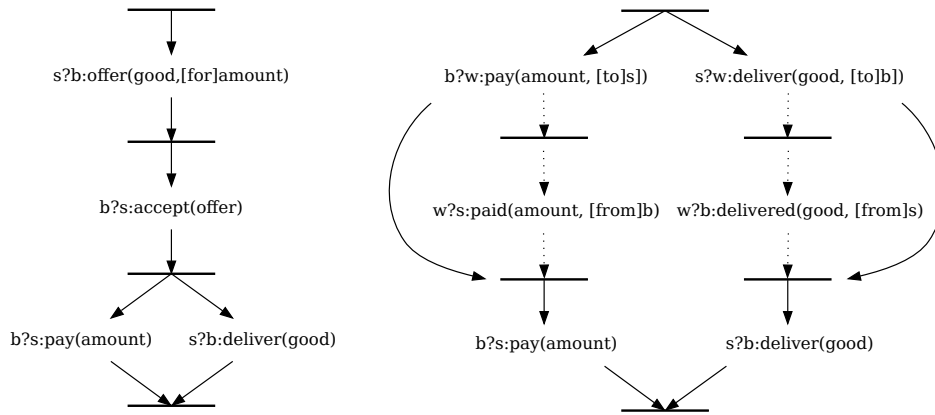 s?b:offer(good,[for]amount)
b?s:accept(offer)
b?s:pay(amount)
s?b:deliver(good)
b?w:pay(amount, [to]s])
s?w:deliver(good, [to]b])
w?s:paid(amount, [from]b)
w?b:delivered(good, [from]s)
b?s:pay(amount)
s?b:deliver(good)